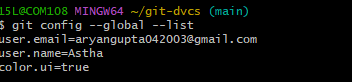 15L@COM108 MINGW64 ~/git-dvcs (main)
$ git config --global --list
user.email=aryangupta042003@gmail.com
user.name=Astha
color.ui=true